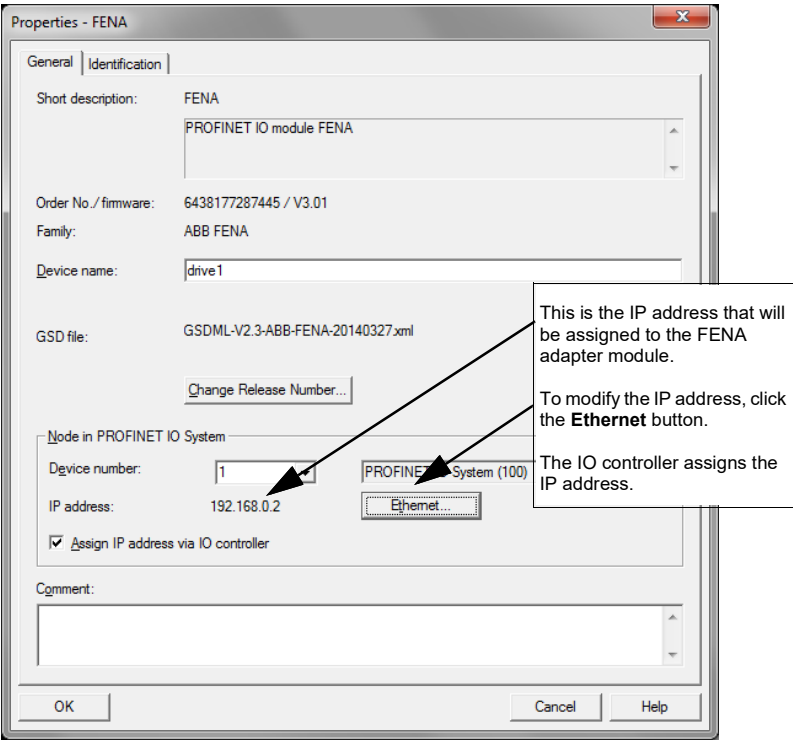 Properties - FENA
General
Identification
Short description:
FENA
PROFINET IO module FENA
Order No./ firmware:
6438177287445 / V3.01
Family:
ABB FENA
Device name:
drive1
GSD file:
GSDML-V2.3-ABB-FENA-20140327.xml
Change Release Number...
This is the IP address that will
be assigned to the FENA
adapter module.
To modify the IP address, click
the Ethernet button.
The IO controller assigns the
IP address.
Node in PROFINET IO System
Device number:
1
PROFINET System (100)
IP address:
192.168.0.2
Ethernet...
Assign IP address via IO controller
Comment:
OK
Cancel
Help